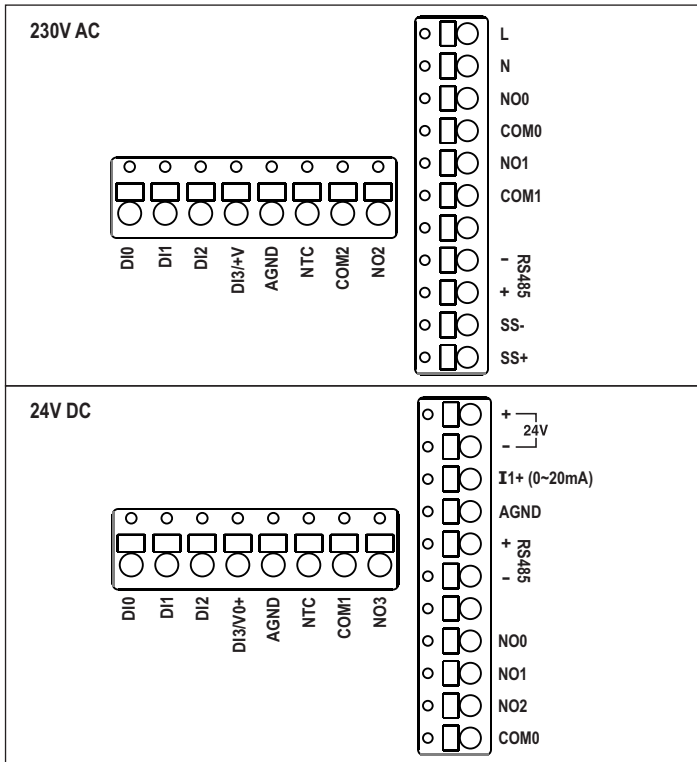 230V AC
L
N
NO0
COM0
NO1
COM1
-
+
RS485
SS-
SS+
DI0
DI1
DI2
DI3/+V
AGND
NTC
COM2
NO2
24V DC
+
-
24V
I1+ (0~20mA)
AGND
+
-
RS485
NO0
NO1
NO2
COM0
DI0
DI1
DI2
DI3/V0+
AGND
NTC
COM1
NO3